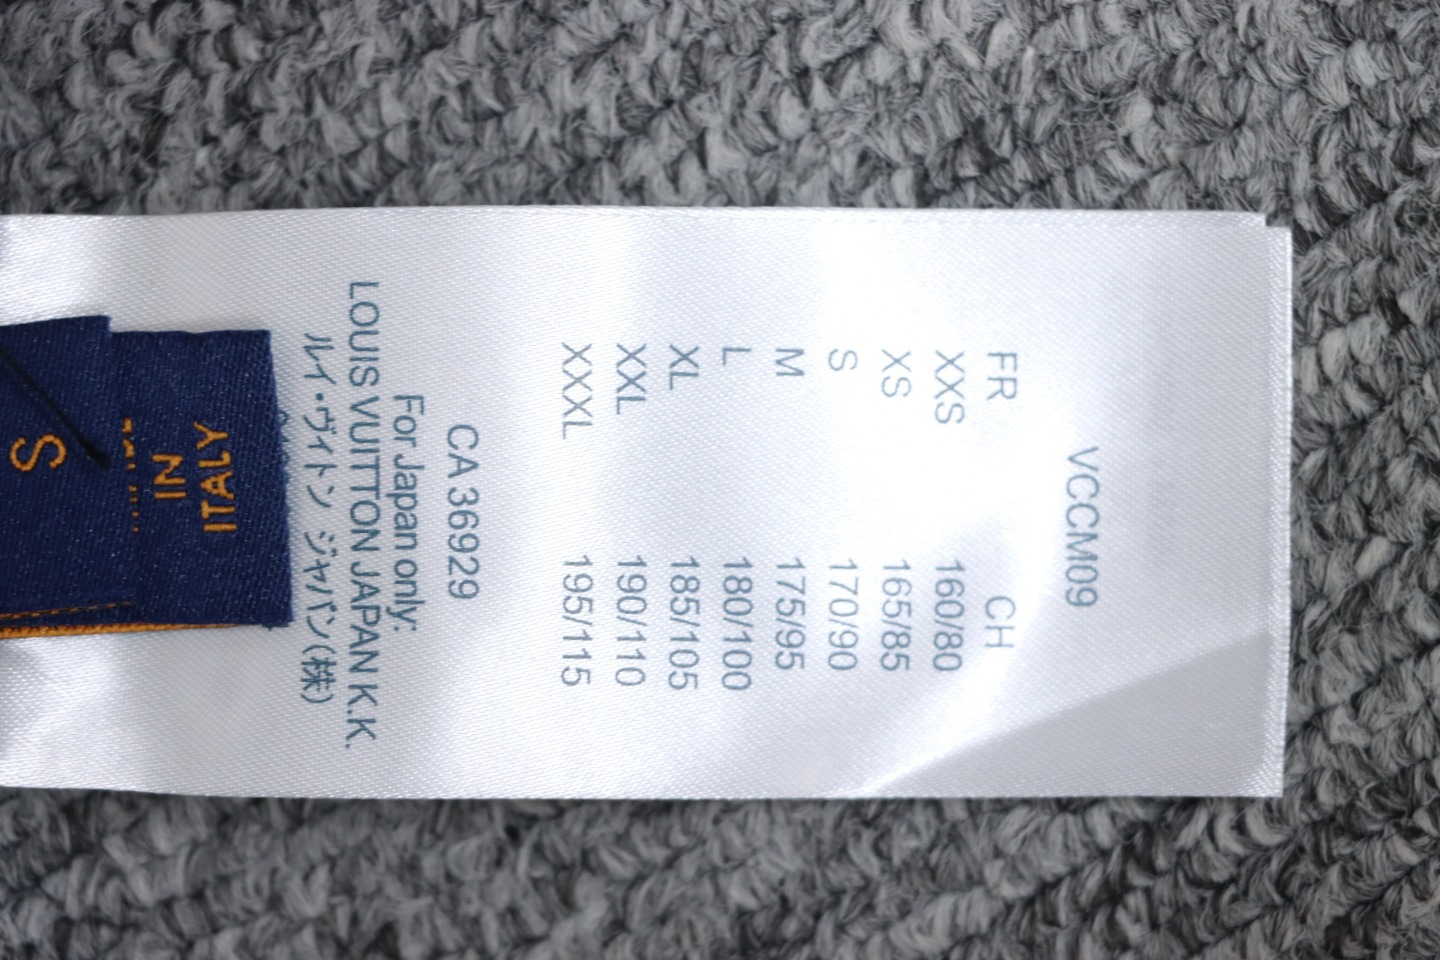 VCCM09
FR CH
XXS 160/80
XS 165/85
S 170/90
M 175/95
L 180/100
XL 185/105
XXL 190/110
XXXL 195/115
CA 36929
For Japan only:
LOUIS VUITTON JAPAN K.K.
ルイ・ヴィトン ジャパン(株)
IN
ITALY
S